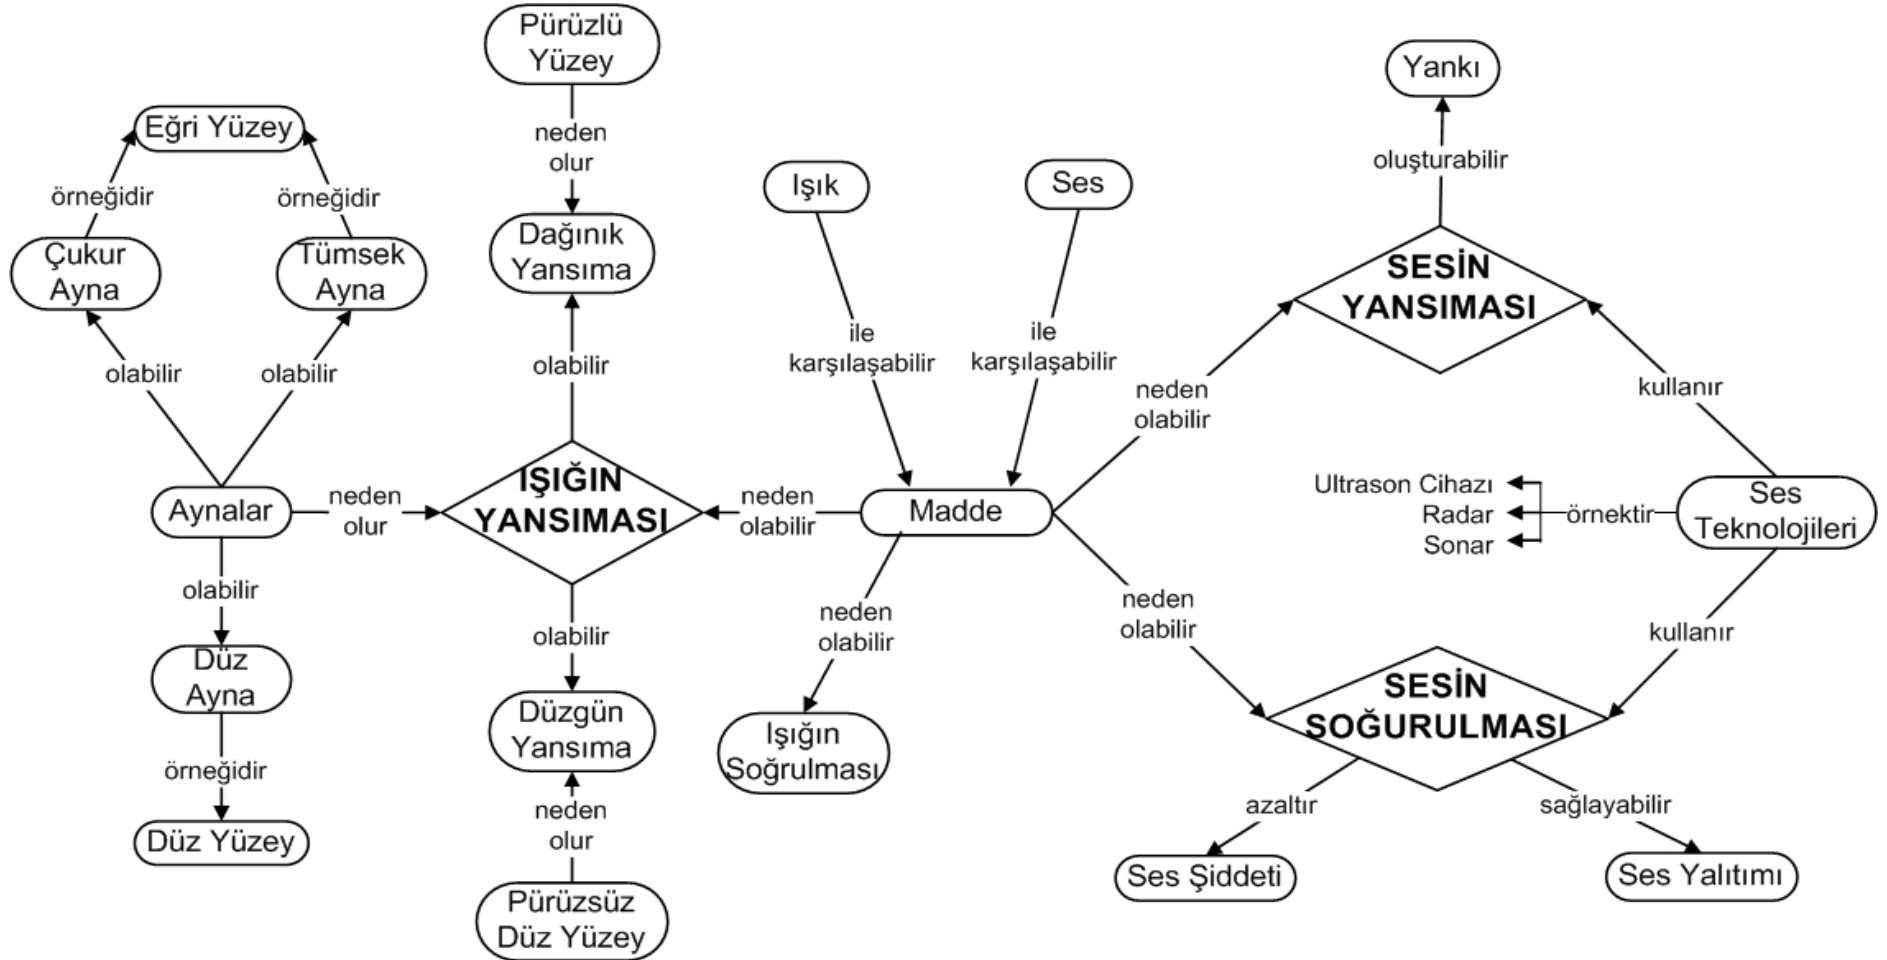 Pürüzlü
Yüzey
neden
olur
Dağınık
Yansıma
olabilir
Eğri Yüzey
örneğidir
örneğidir
Çukur
Ayna
Tümsek
Ayna
olabilir
olabilir
Aynalar
neden
olur
IŞIĞIN
YANSIMASI
olabilir
Düz
Ayna
örneğidir
Düz Yüzey
olabilir
Düzgün
Yansıma
neden
olur
Pürüzsüz
Düz Yüzey
Işık
Ses
ile
karşılaşabilir
ile
karşılaşabilir
neden
olabilir
Madde
neden
olabilir
Işığın
Soğrulması
neden
olabilir
neden
olabilir
Yankı
oluşturabilir
SESİN
YANSIMASI
kullanır
Ultrason Cihazı
Radar
Sonar
örnektir
Ses
Teknolojileri
kullanır
SESİN
SOĞURULMASI
azaltır
sağlayabilir
Ses Şiddeti
Ses Yalıtımı